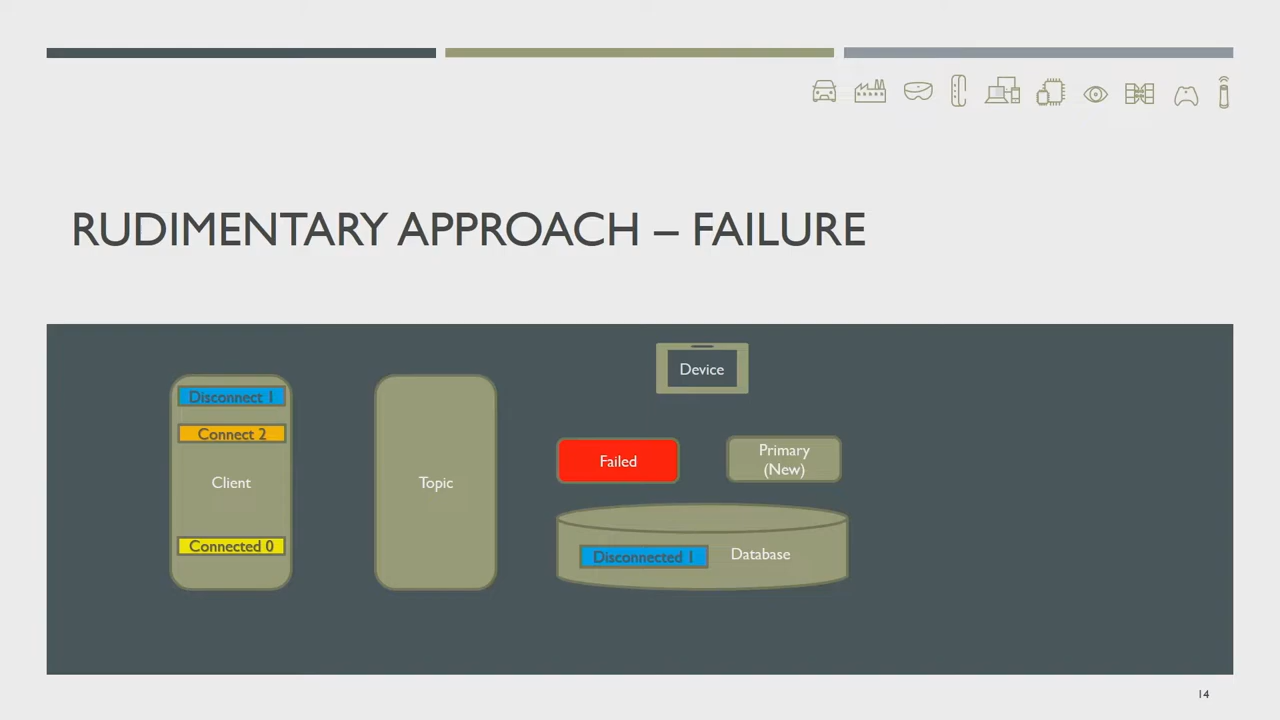 RUDIMENTARY APPROACH – FAILURE
Device
Disconnect 1
Connect 2
Client
Connected 0
Topic
Failed
Primary
(New)
Disconnected 1
Database
14